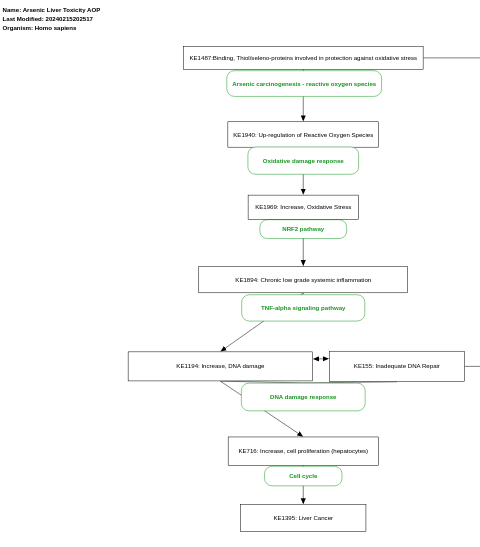 Name: Arsenic Liver Toxicity AOP
Last Modified: 20240215202517
Organism: Homo sapiens
KE1487:Binding, Thiol/seleno-proteins involved in protection against oxidative stress
Arsenic carcinogenesis - reactive oxygen species
KE1940: Up-regulation of Reactive Oxygen Species
Oxidative damage response
KE1969: Increase, Oxidative Stress
NRF2 pathway
KE1894: Chronic low grade systemic inflammation
TNF-alpha signaling pathway
KE1194: Increase, DNA damage
KE155: Inadequate DNA Repair
DNA damage response
KE716: Increase, cell proliferation (hepatocytes)
Cell cycle
KE1395: Liver Cancer